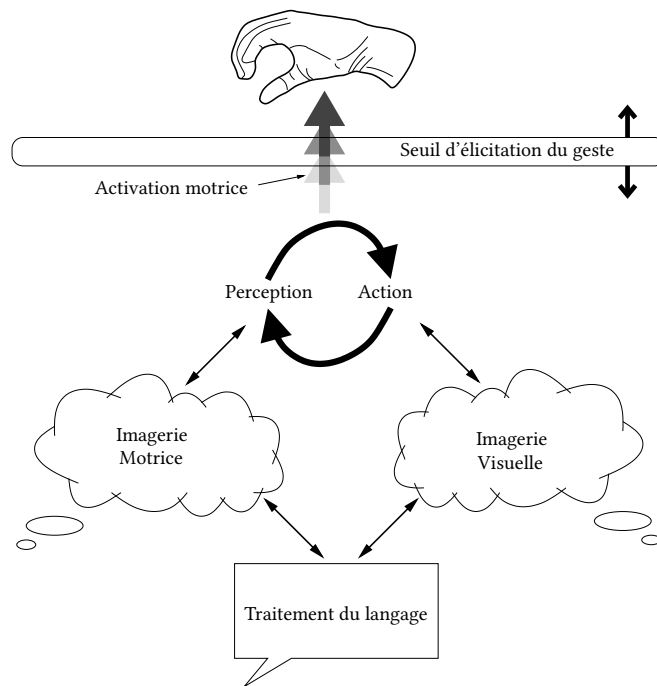 Seuil d'élicitation du geste
Activation motrice
Perception
Action
Imagerie
Motrice
Imagerie
Visuelle
Traitement du langage